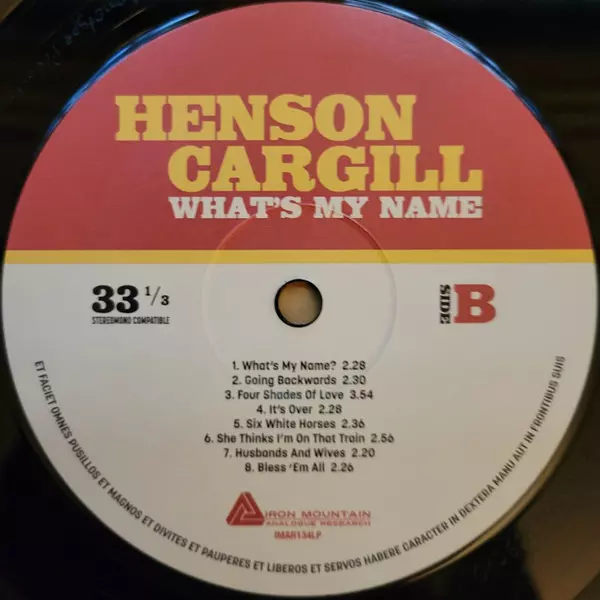 HENSON
CARGILL
WHAT'S MY NAME
33 1/3
STEREOMONO COMPATIBLE
SIDE B
1. What's My Name? 2.28
2. Going Backwards 2.30
3. Four Shades Of Love 3.54
4. It's Over 2.28
5. Six White Horses 2.36
6. She Thinks I'm On That Train 2.56
7. Husbands And Wives 2.20
8. Bless 'Em All 2.26
IRON MOUNTAIN
ANALOGUE RESEARCH
IMAR134LP
ET FACIET OMNES PUSILLOS ET MAGNOS ET DIVITES ET PAUPERES ET LIBEROS ET SERVOS HABERE CARACTER IN DEXTERA MANU AUT IN FRONTIBUS SUIS